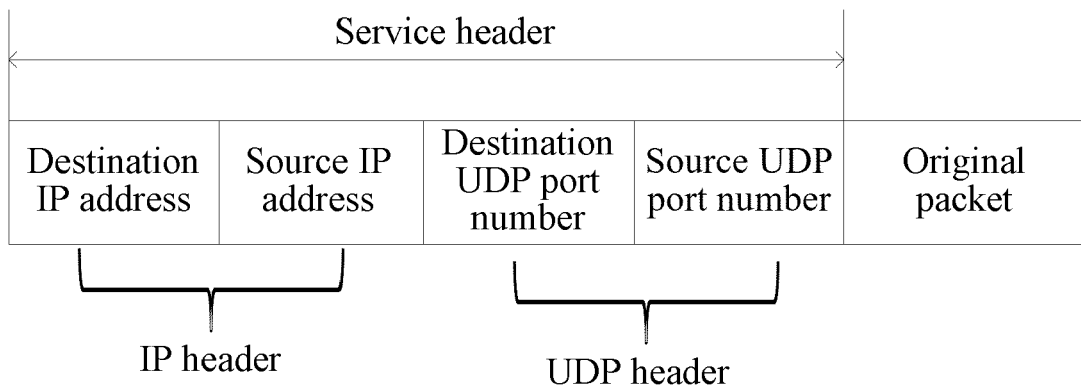 Service header
Destination
IP address
Source IP
address
Destination
UDP port
number
Source UDP
port number
Original
packet
IP header
UDP header